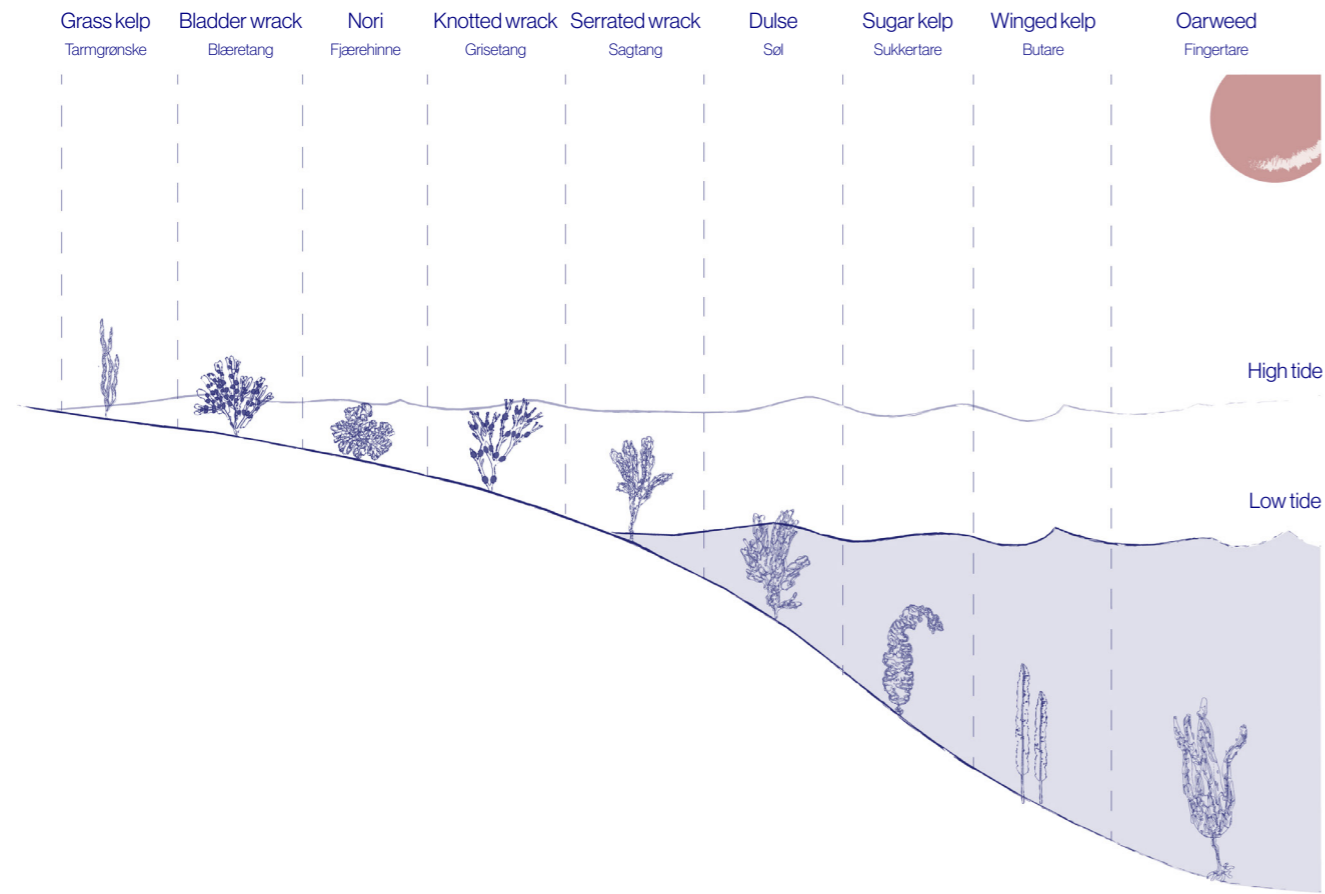 Grass kelp
Tarmgrønske
Bladder wrack
Blæretang
Nori
Fjærehinne
Knotted wrack
Grisetang
Serrated wrack
Sagtang
Dulse
Søl
Sugar kelp
Sukkertare
Winged kelp
Butare
Oarweed
Fingertare
High tide
Low tide